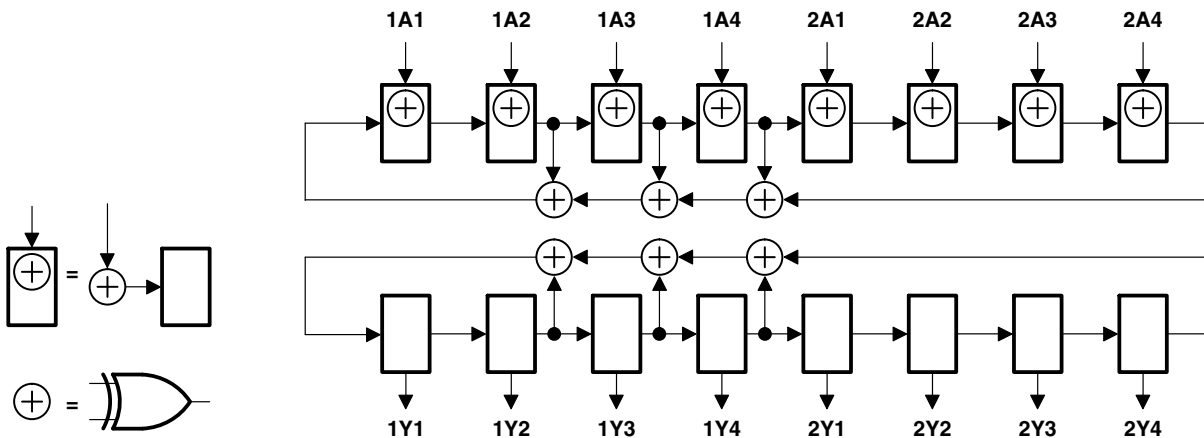 1A1 1A2 1A3 1A4 2A1 2A2 2A3 2A4
=
=
1Y1 1Y2 1Y3 1Y4 2Y1 2Y2 2Y3 2Y4